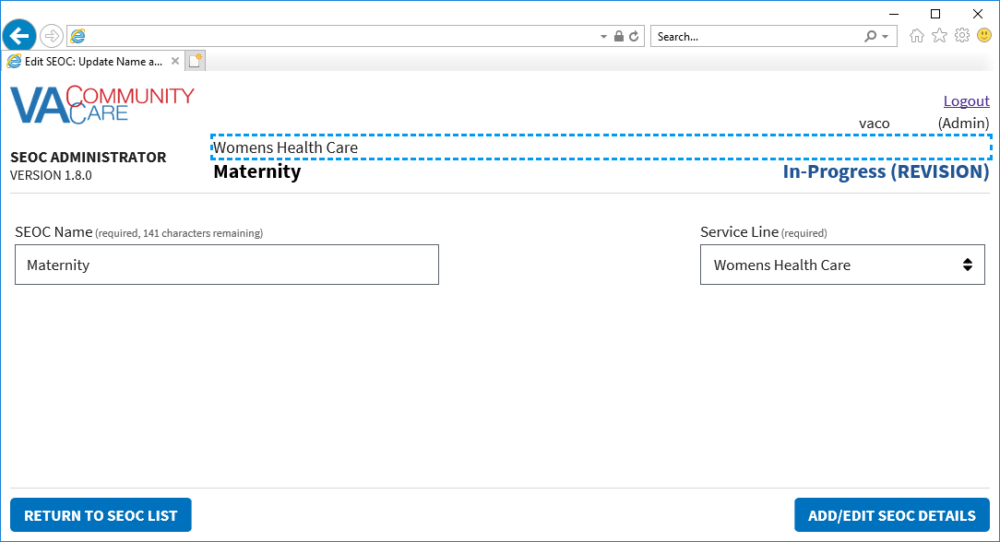 Search...
Edit SEOC: Update Name a...
VA COMMUNITY CARE
Logout
vaco (Admin)
Womens Health Care
SEOC ADMINISTRATOR
Maternity In-Progress (REVISION)
VERSION 1.8.0
SEOC Name (required, 141 characters remaining) Service Line (required)
Maternity Womens Health Care
RETURN TO SEOC LIST ADD/EDIT SEOC DETAILS